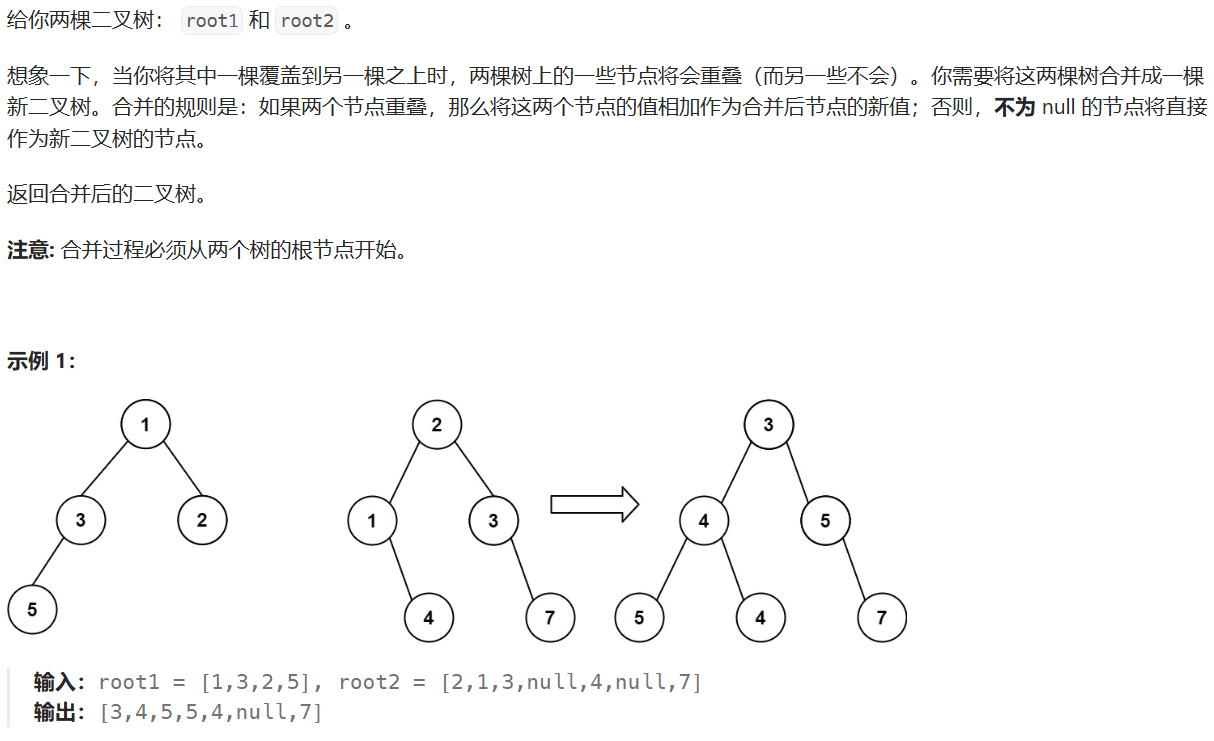 给你两棵二叉树： root1 和 root2 。
想象一下，当你将其中一棵覆盖到另一棵之上时，两棵树上的一些节点将会重叠（而另一些不会）。你需要将这两棵树合并成一棵
新二叉树。合并的规则是：如果两个节点重叠，那么将这两个节点的值相加作为合并后节点的新值；否则，不为 null 的节点将直接
作为新二叉树的节点。
返回合并后的二叉树。
注意: 合并过程必须从两个树的根节点开始。
示例 1：
1 2 3
3 2 1 3 4 5
5 4 7 5 4 7
输入：root1 = [1,3,2,5], root2 = [2,1,3,null,4,null,7]
输出：[3,4,5,5,4,null,7]